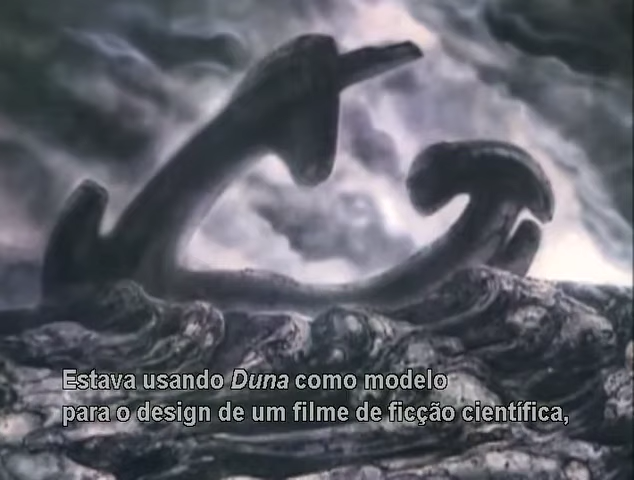 Estava usando Duna como modelo
para o design de um filme de ficção científica,